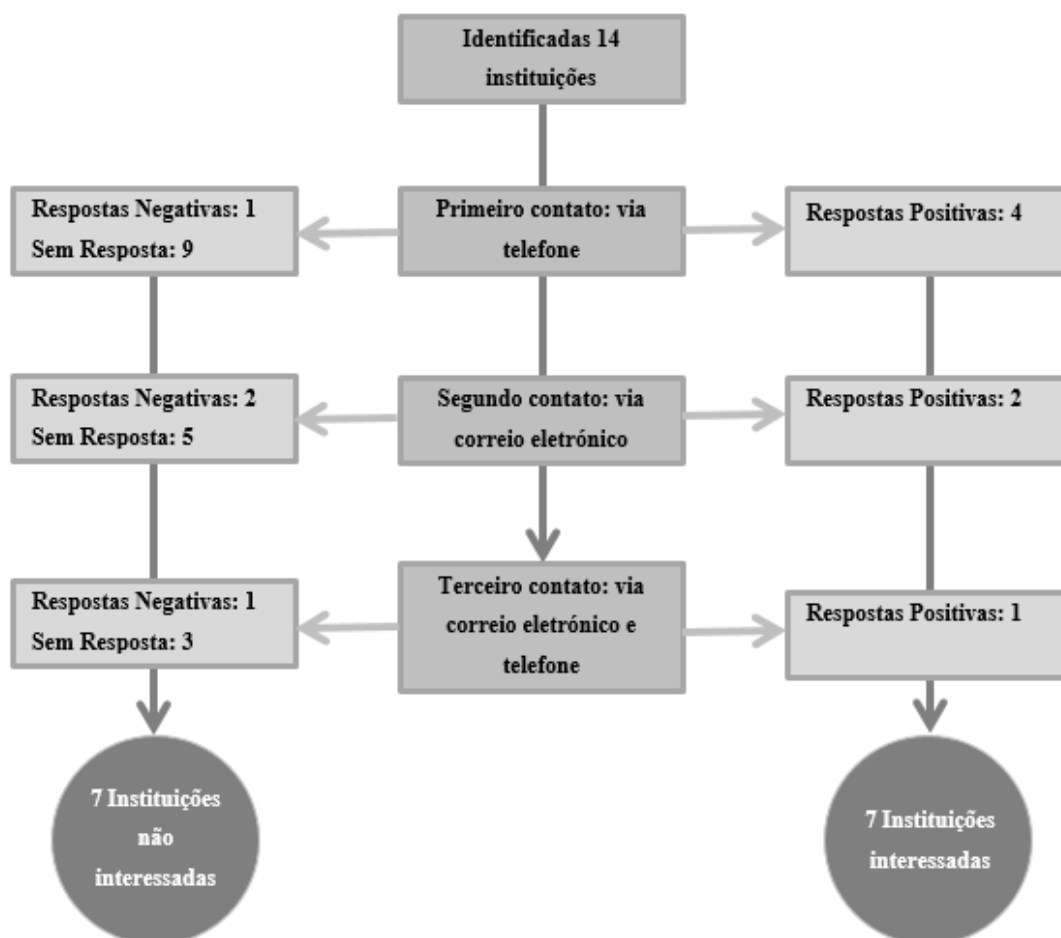 Identificadas 14
instituições
Respostas Negativas: 1
Sem Resposta: 9
Primeiro contato: via
telefone
Respostas Positivas: 4
Respostas Negativas: 2
Sem Resposta: 5
Segundo contato: via
correio eletrónico
Respostas Positivas: 2
Respostas Negativas: 1
Sem Resposta: 3
Terceiro contato: via
correio eletrónico e
telefone
Respostas Positivas: 1
7 Instituições
não
interessadas
7 Instituições
interessadas